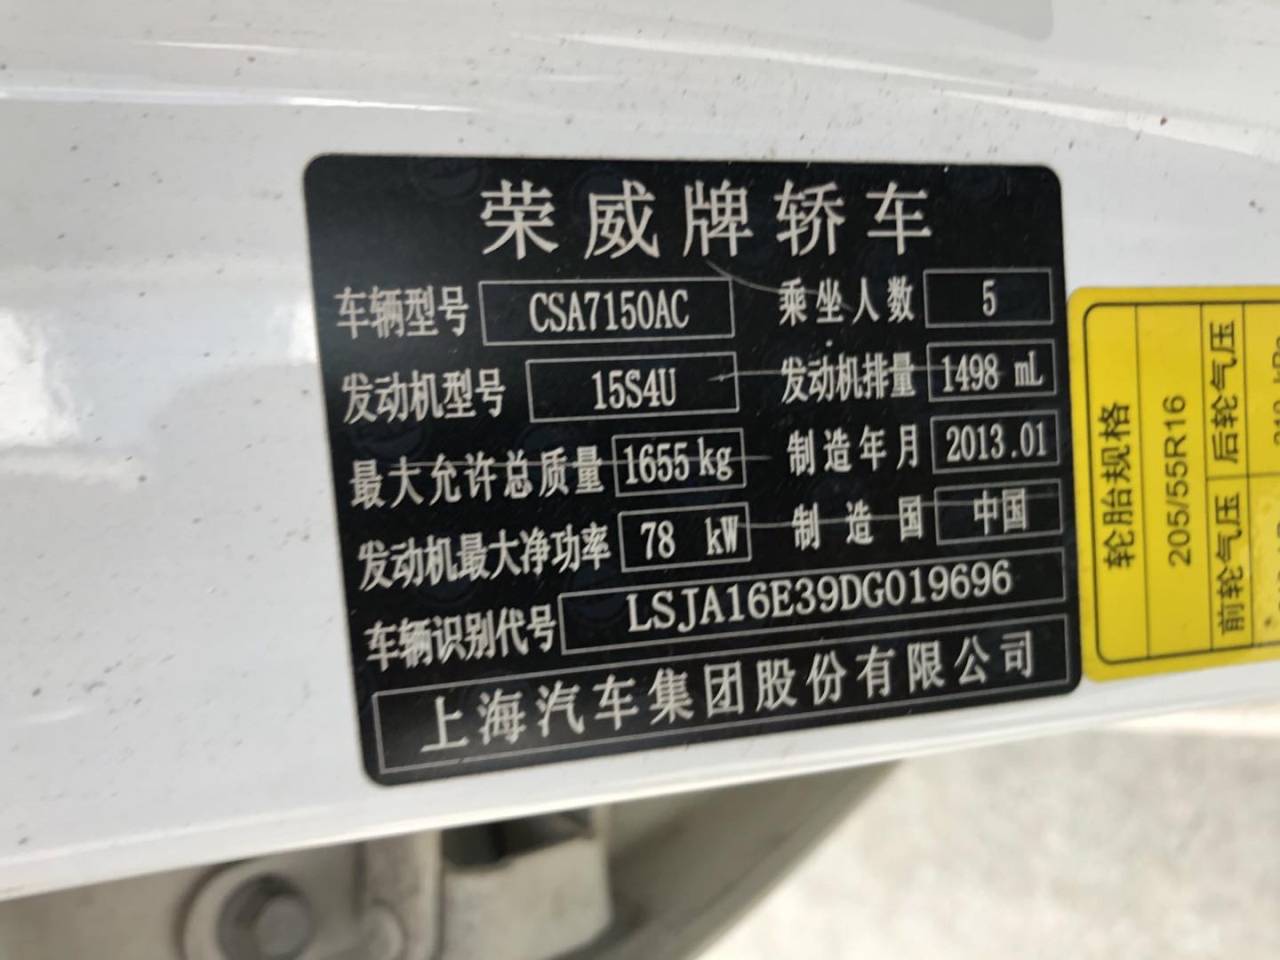 荣威牌轿车
车辆型号 CSA7150AC 乘坐人数 5
发动机型号 15S4U 发动机排量 1498 mL
最大允许总质量 1655 kg 制造年月 2013.01
发动机最大净功率 78 kW 制造国 中国
车辆识别代号 LSJA16E39DG019696
上海汽车集团股份有限公司
轮胎规格
205/55R16
前轮气压 后轮气压